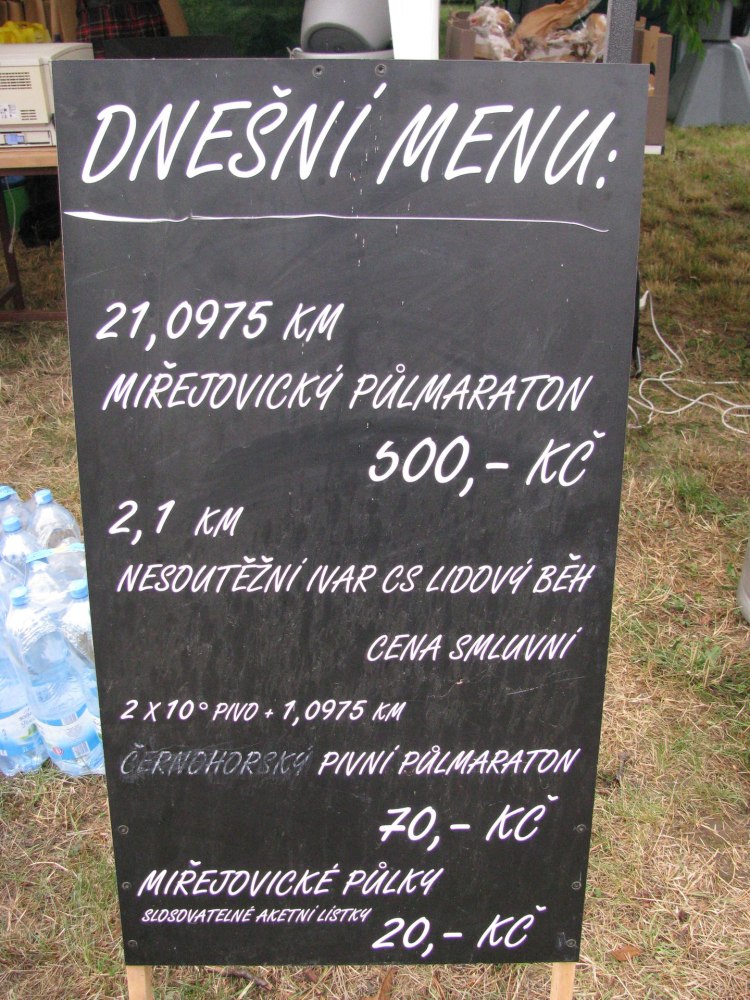 DNEŠNÍ MENU:
21,0975 KM
MIŘEJOVICKÝ PŮLMARATON
500,- KČ
2,1 KM
NESOUTĚŽNÍ IVAR CS LIDOVÝ BĚH
CENA SMLUVNÍ
2 X 10° PIVO + 1,0975 KM
ČERNOHORSKÝ PIVNÍ PŮLMARATON
70,- KČ
MIŘEJOVICKÉ PŮLKY
SLOSOVATELNÉ AKETNÍ LÍSTKY
20,- KČ